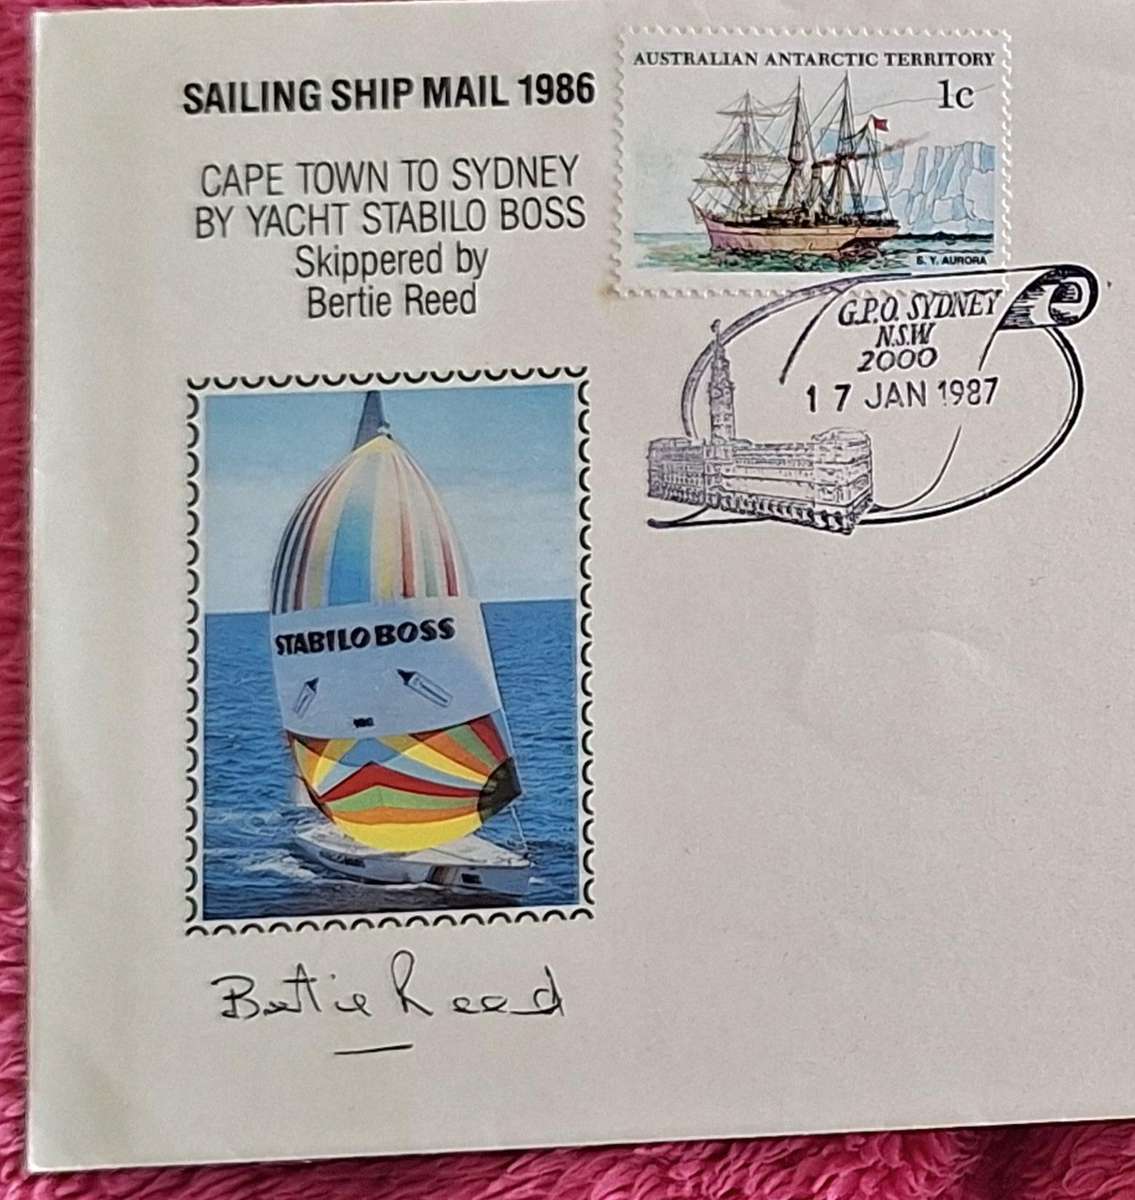 SAILING SHIP MAIL 1986
CAPE TOWN TO SYDNEY
BY YACHT STABILO BOSS
Skippered by
Bertie Reed
AUSTRALIAN ANTARCTIC TERRITORY
1c
S. Y. AURORA
G.P.O. SYDNEY
N.S.W
2000
17 JAN 1987
STABILO BOSS
Bertie Reed